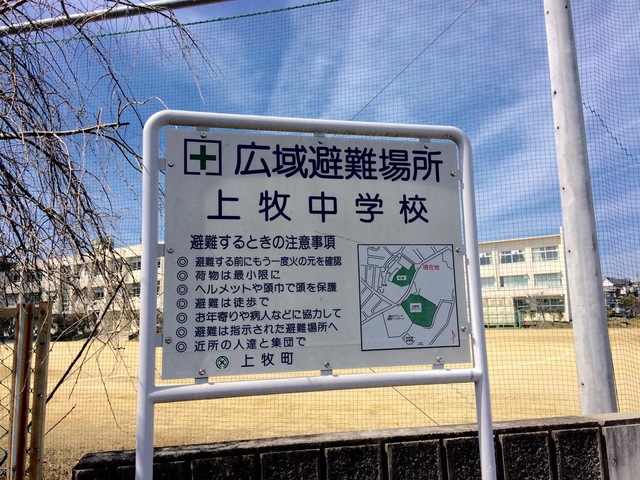 広域避難場所
上牧中学校
避難するときの注意事項
◎ 避難する前にもう一度火の元を確認
◎ 荷物は最小限に
◎ ヘルメットや頭巾で頭を保護
◎ 避難は徒歩で
◎ お年寄りや病人などに協力して
◎ 避難は指示された避難場所へ
◎ 近所の人達と集団で
上牧町
現在地